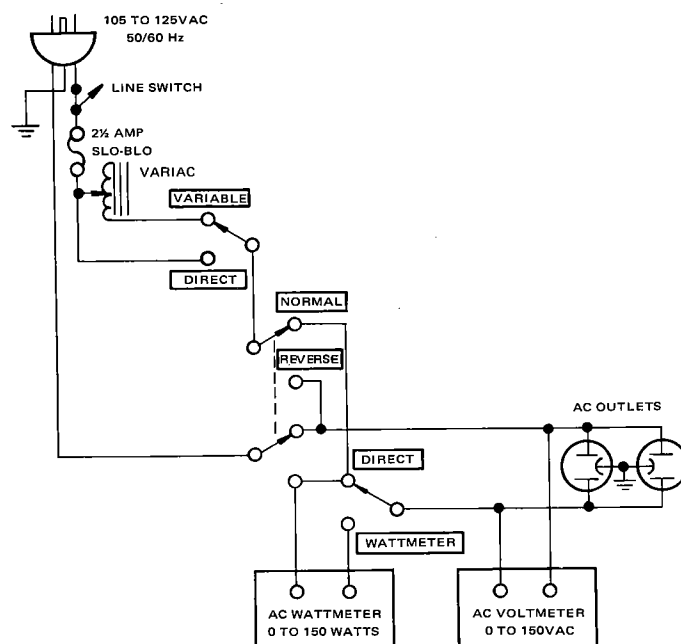 105 TO 125VAC
50/60 Hz
LINE SWITCH
2½ AMP
SLO-BLO
VARIAC
VARIABLE
DIRECT
NORMAL
REVERSE
AC OUTLETS
DIRECT
WATTMETER
AC WATTMETER
0 TO 150 WATTS
AC VOLTMETER
0 TO 150VAC